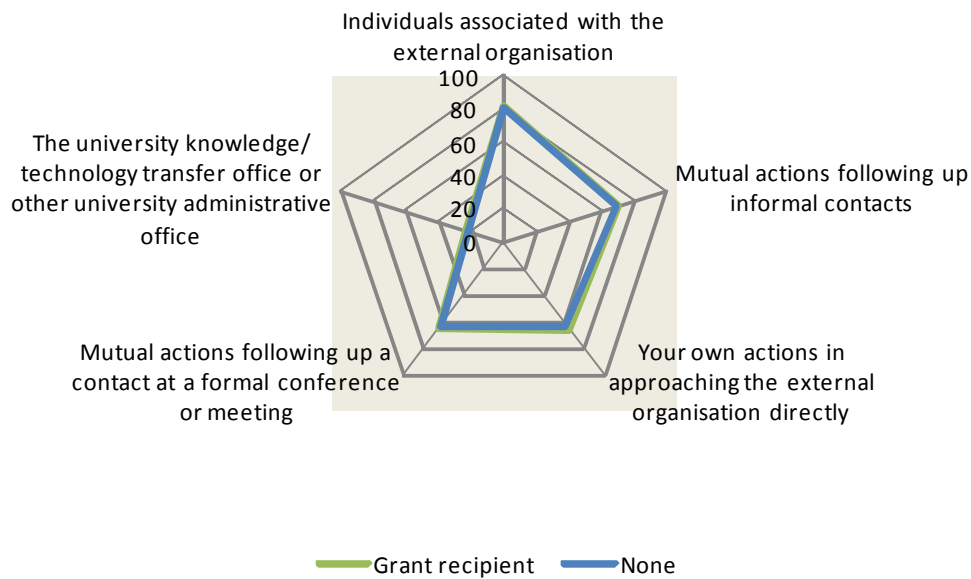 Individuals associated with the
external organisation
100
80
60
40
20
0
The university knowledge/
technology transfer office or
other university administrative
office
Mutual actions following up
informal contacts
Mutual actions following up a
contact at a formal conference
or meeting
Your own actions in
approaching the external
organisation directly
Grant recipient
None